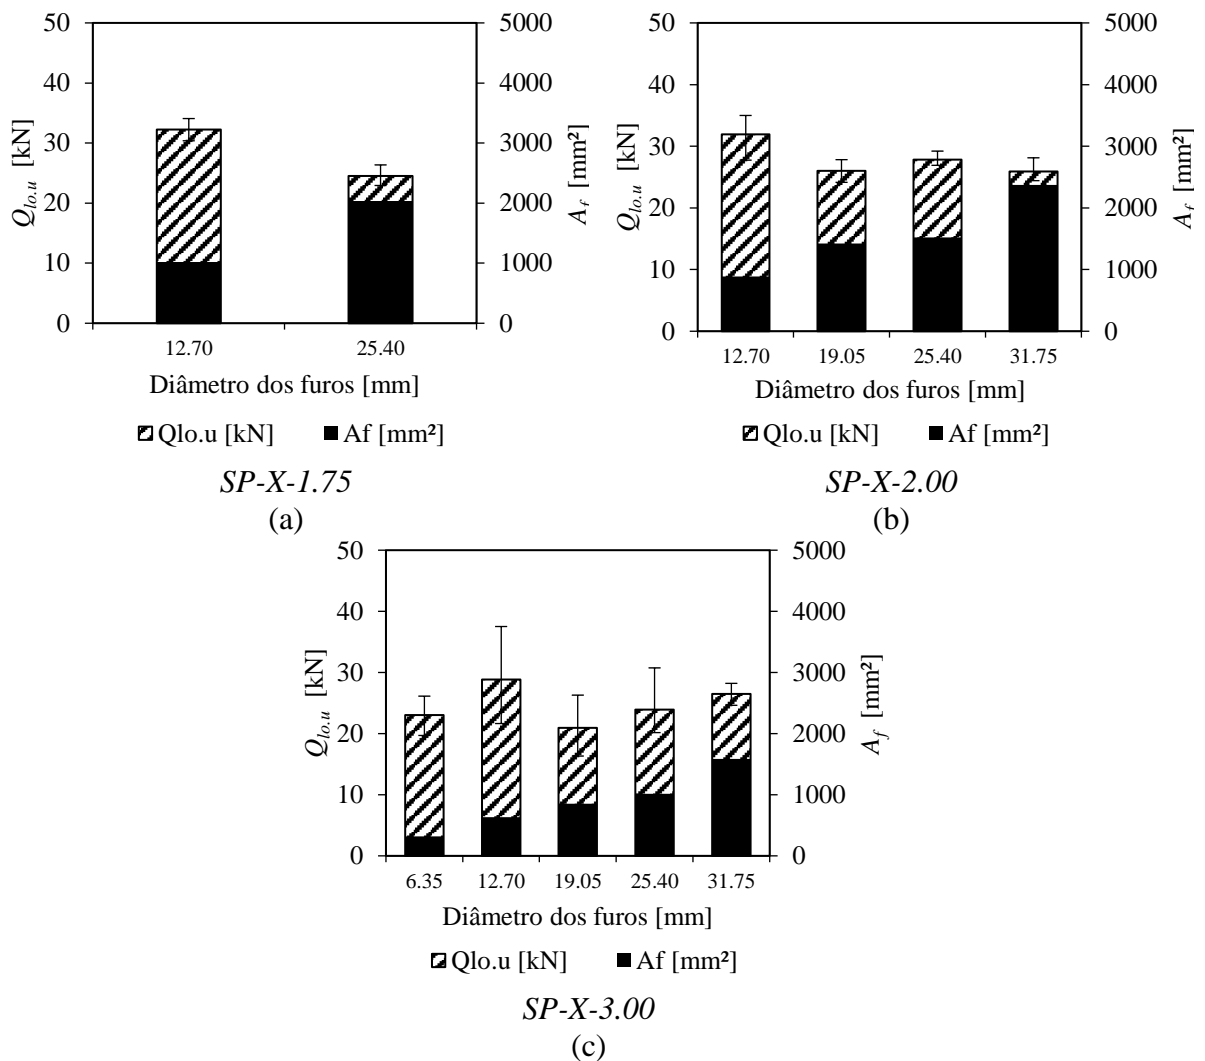 50
40
30
20
10
0
Q_lo.u [kN]
5000
4000
3000
2000
1000
0
A_f [mm²]
12.70 25.40
Diâmetro dos furos [mm]
Qlo.u [kN] Af [mm²]
SP-X-1.75
(a)
50
40
30
20
10
0
Q_lo.u [kN]
5000
4000
3000
2000
1000
0
A_f [mm²]
12.70 19.05 25.40 31.75
Diâmetro dos furos [mm]
Qlo.u [kN] Af [mm²]
SP-X-2.00
(b)
50
40
30
20
10
0
Q_lo.u [kN]
5000
4000
3000
2000
1000
0
A_f [mm²]
6.35 12.70 19.05 25.40 31.75
Diâmetro dos furos [mm]
Qlo.u [kN] Af [mm²]
SP-X-3.00
(c)